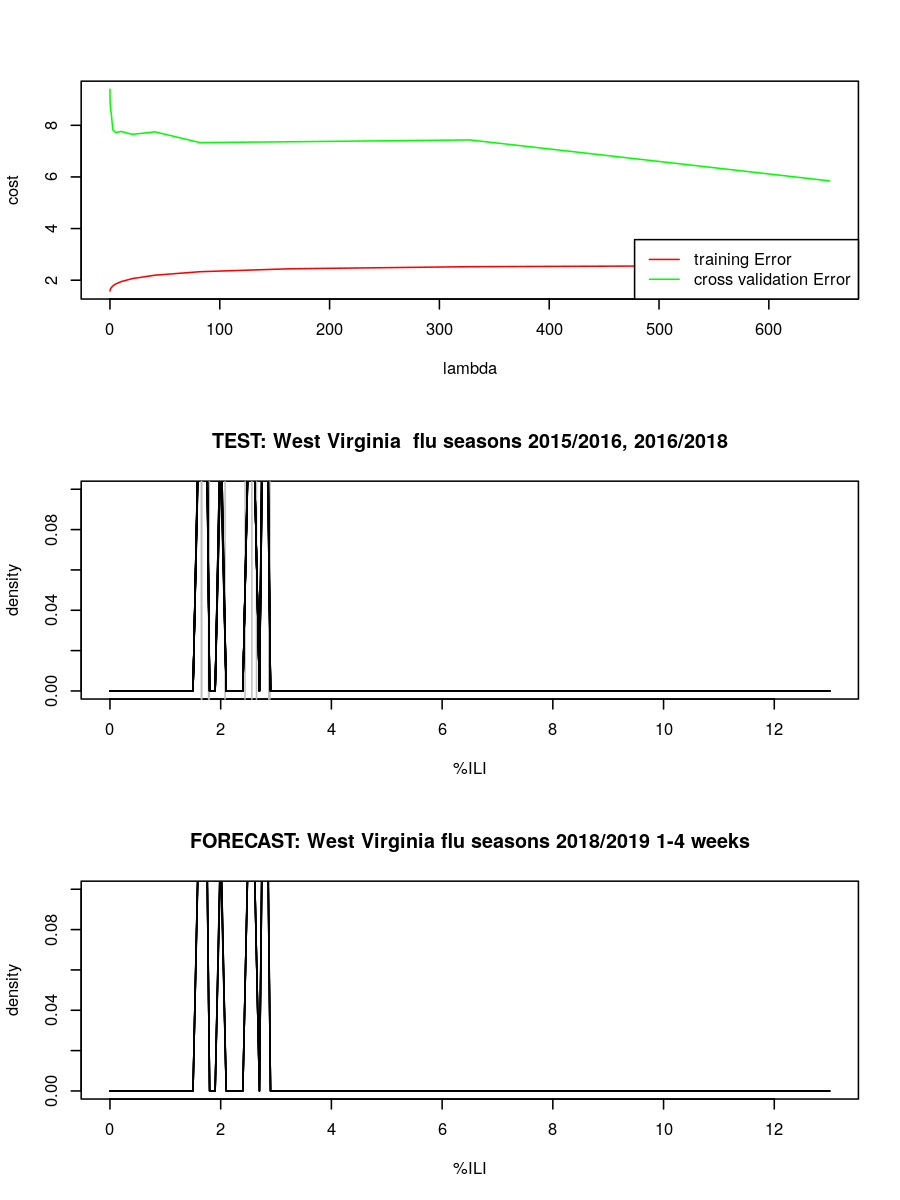 8
6
4
2
cost
training Error
cross validation Error
0 100 200 300 400 500 600
lambda
TEST: West Virginia  flu seasons 2015/2016, 2016/2018
0.08
0.04
0.00
density
0 2 4 6 8 10 12
%ILI
FORECAST: West Virginia flu seasons 2018/2019 1-4 weeks
0.08
0.04
0.00
density
0 2 4 6 8 10 12
%ILI